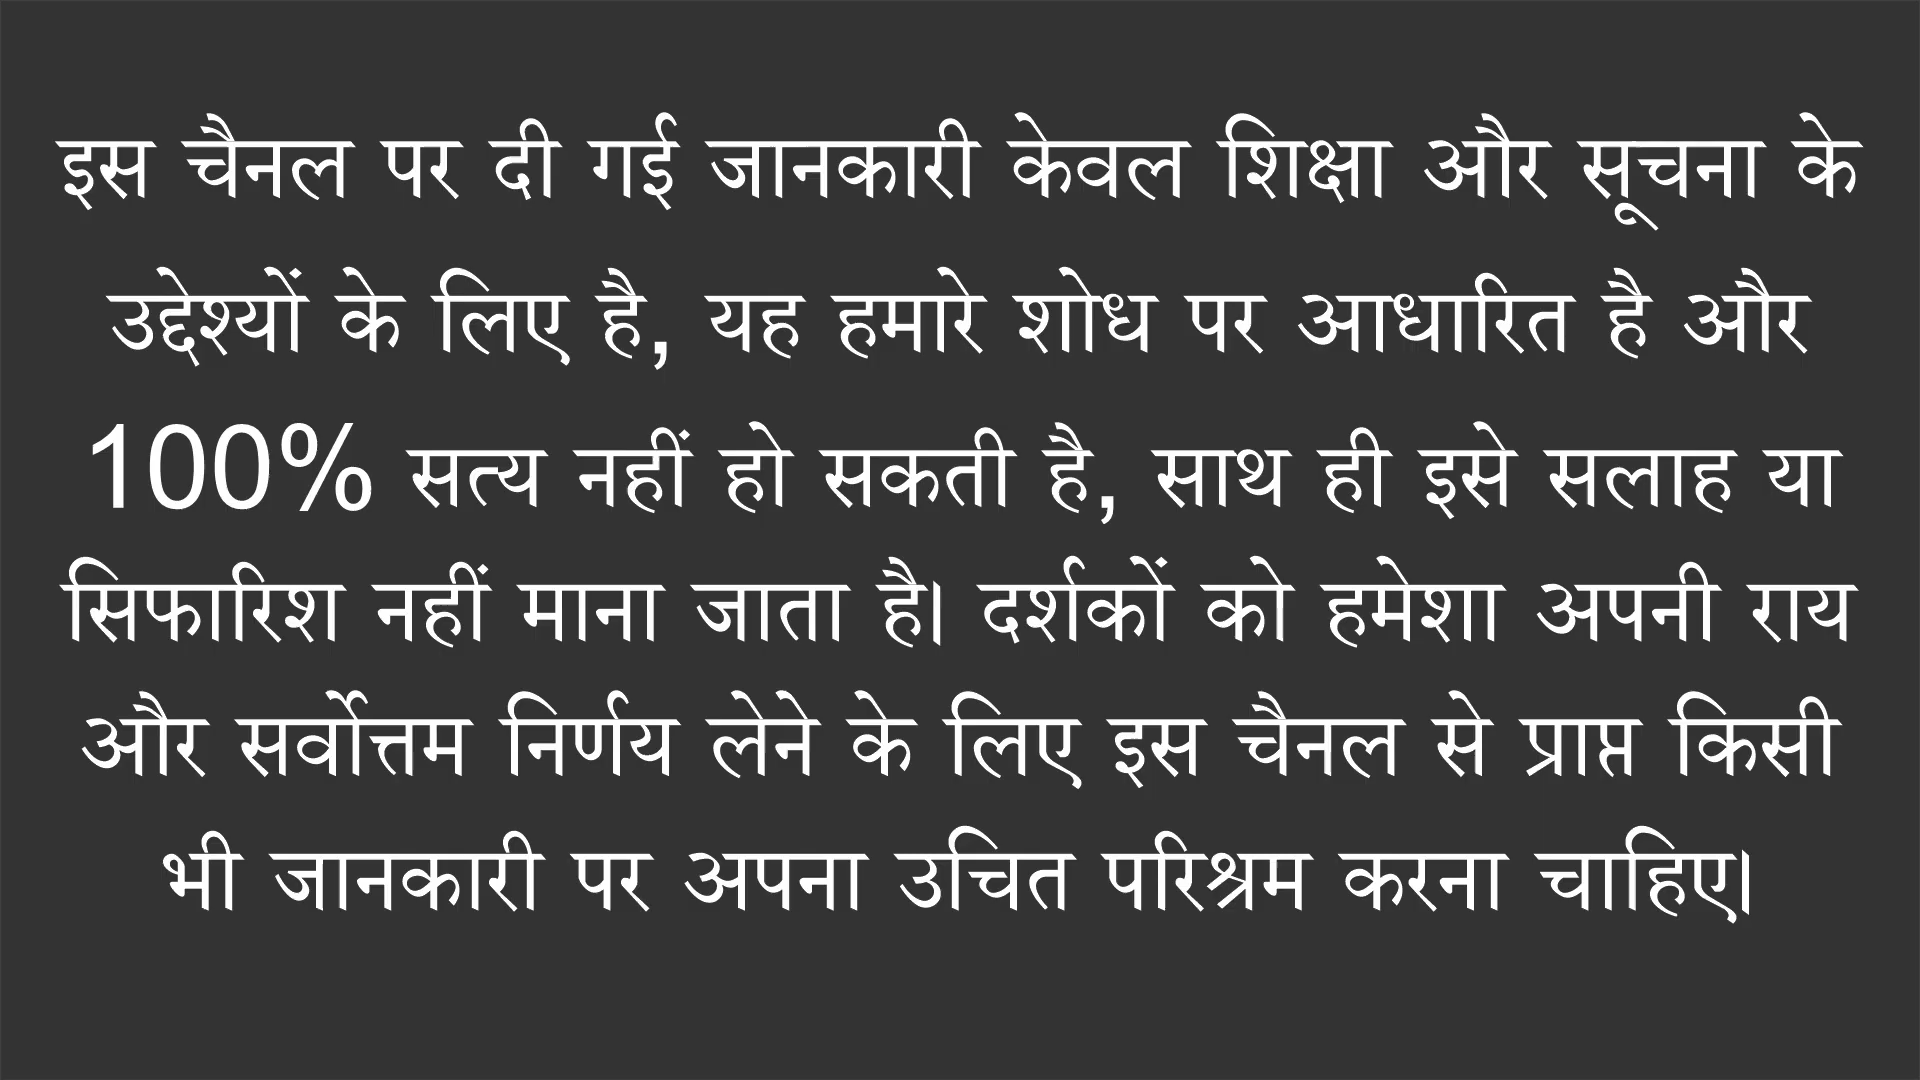 इस चैनल पर दी गई जानकारी केवल शिक्षा और सूचना के
उद्देश्यों के लिए है, यह हमारे शोध पर आधारित है और
100% सत्य नहीं हो सकती है, साथ ही इसे सलाह या
सिफारिश नहीं माना जाता है। दर्शकों को हमेशा अपनी राय
और सर्वोत्तम निर्णय लेने के लिए इस चैनल से प्राप्त किसी
भी जानकारी पर अपना उचित परिश्रम करना चाहिए।